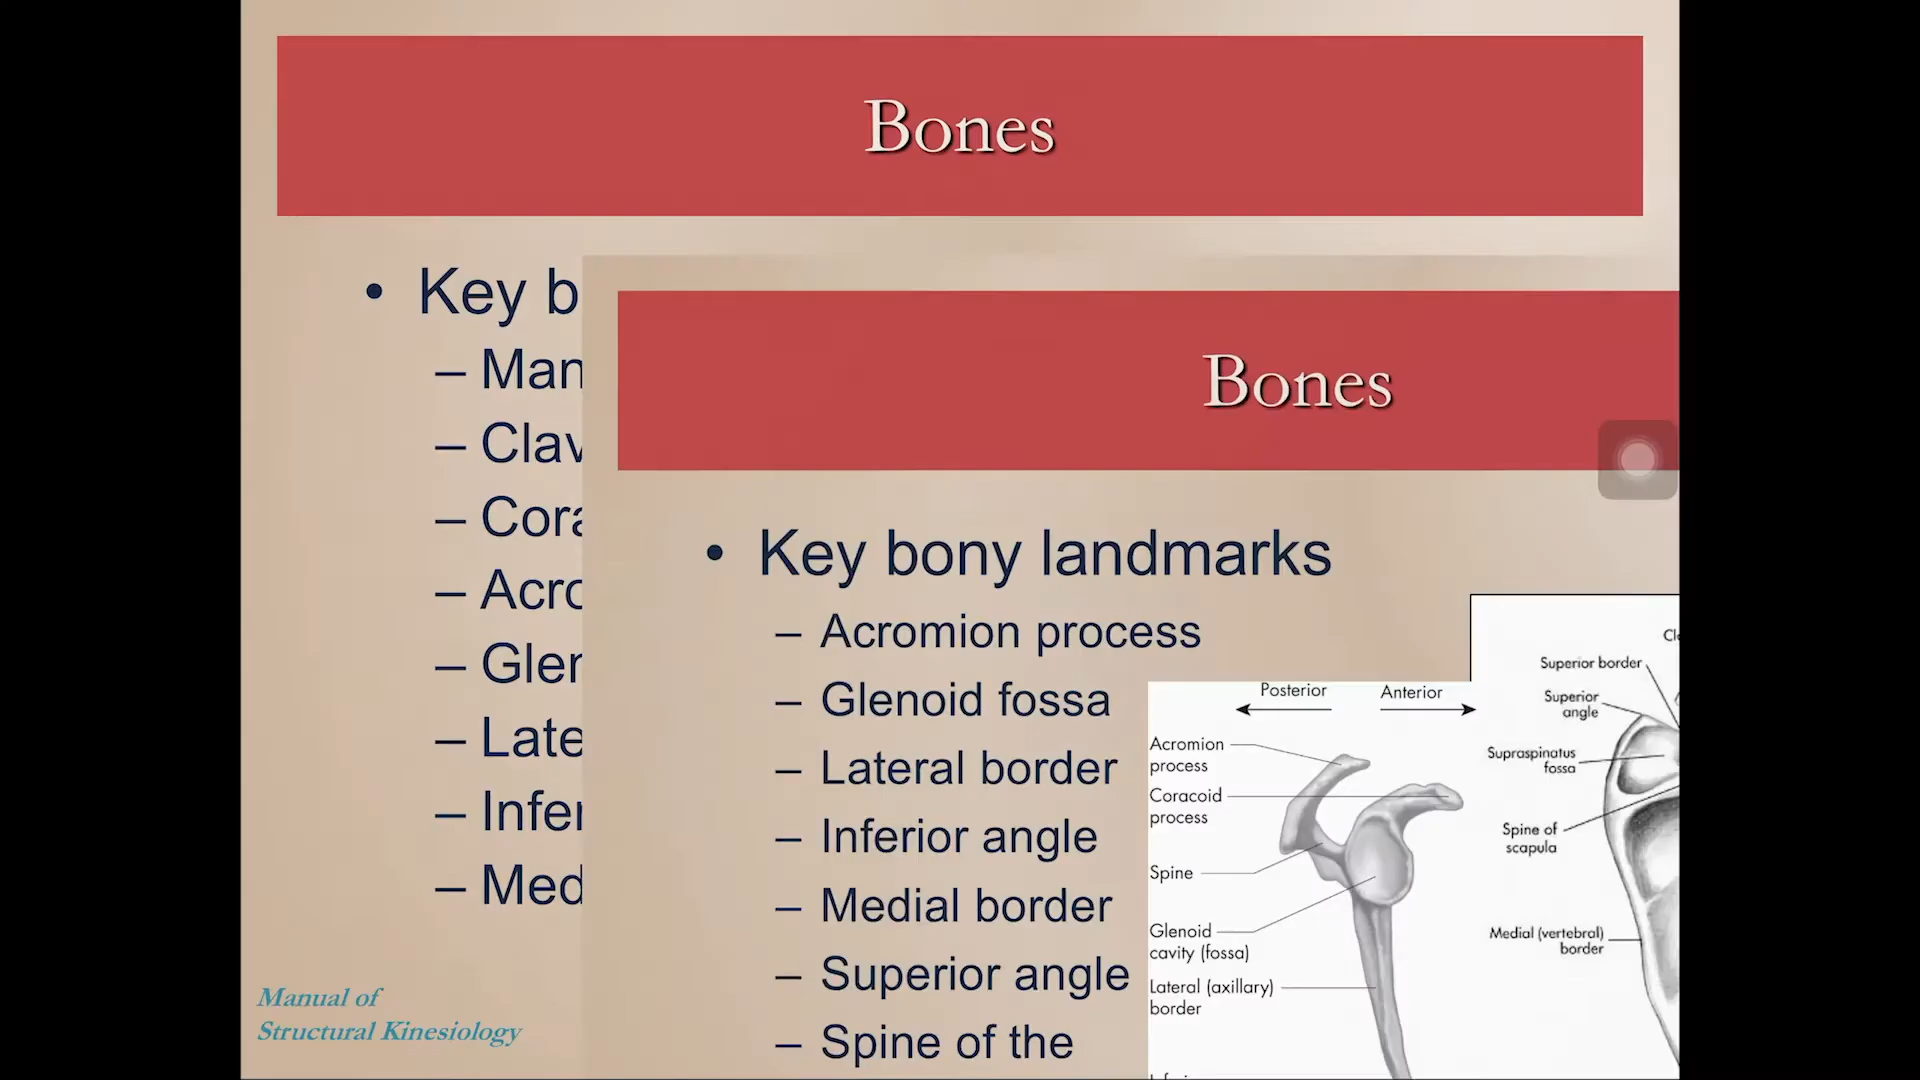 Bones
• Key b
– Man
– Clav
– Cora
– Acro
– Glen
– Late
– Infer
– Med
Manual of
Structural Kinesiology
Bones
• Key bony landmarks
– Acromion process
– Glenoid fossa
– Lateral border
– Inferior angle
– Medial border
– Superior angle
– Spine of the
Posterior
Anterior
Acromion
process
Coracoid
process
Spine
Glenoid
cavity (fossa)
Lateral (axillary)
border
Superior border
Superior
angle
Supraspinatus
fossa
Spine of
scapula
Medial (vertebral)
border